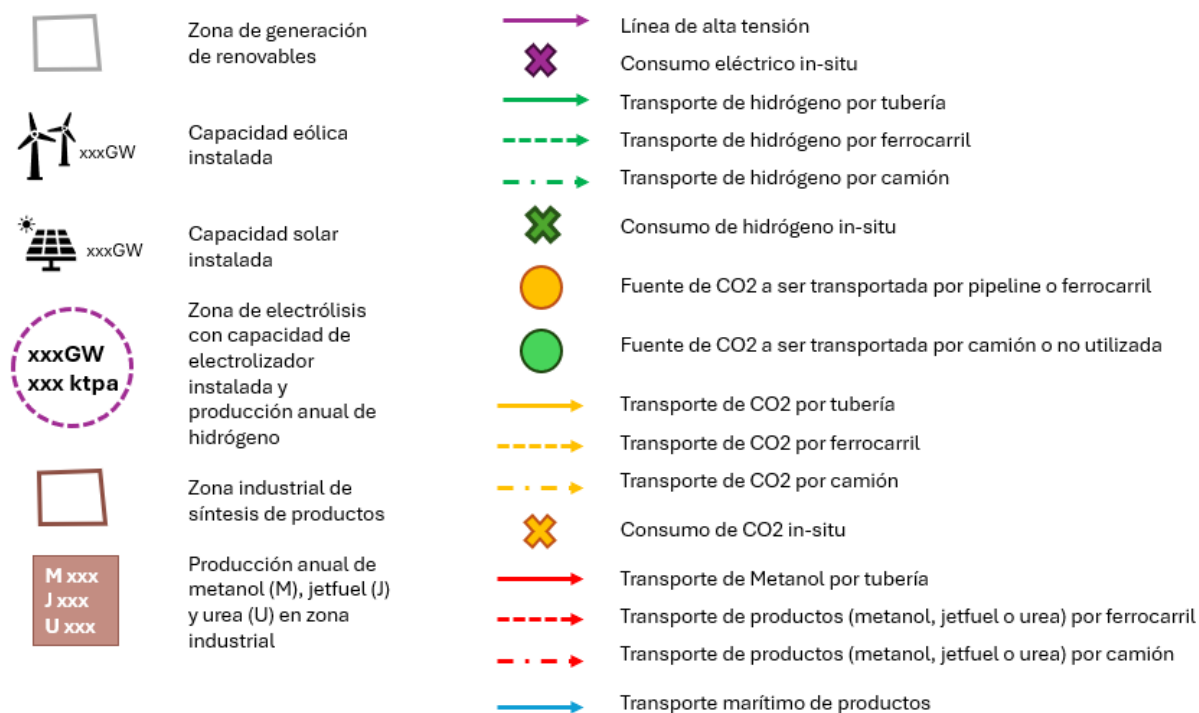 Zona de generación
de renovables
xxxGW
Capacidad eólica
instalada
xxxGW
Capacidad solar
instalada
xxxGW
xxx ktpa
Zona de electrólisis
con capacidad de
electrolizador
instalada y
producción anual de
hidrógeno
Zona industrial de
síntesis de productos
M xxx
J xxx
U xxx
Producción anual de
metanol (M), jetfuel (J)
y urea (U) en zona
industrial
Línea de alta tensión
Consumo eléctrico in-situ
Transporte de hidrógeno por tubería
Transporte de hidrógeno por ferrocarril
Transporte de hidrógeno por camión
Consumo de hidrógeno in-situ
Fuente de CO2 a ser transportada por pipeline o ferrocarril
Fuente de CO2 a ser transportada por camión o no utilizada
Transporte de CO2 por tubería
Transporte de CO2 por ferrocarril
Transporte de CO2 por camión
Consumo de CO2 in-situ
Transporte de Metanol por tubería
Transporte de productos (metanol, jetfuel o urea) por ferrocarril
Transporte de productos (metanol, jetfuel o urea) por camión
Transporte marítimo de productos